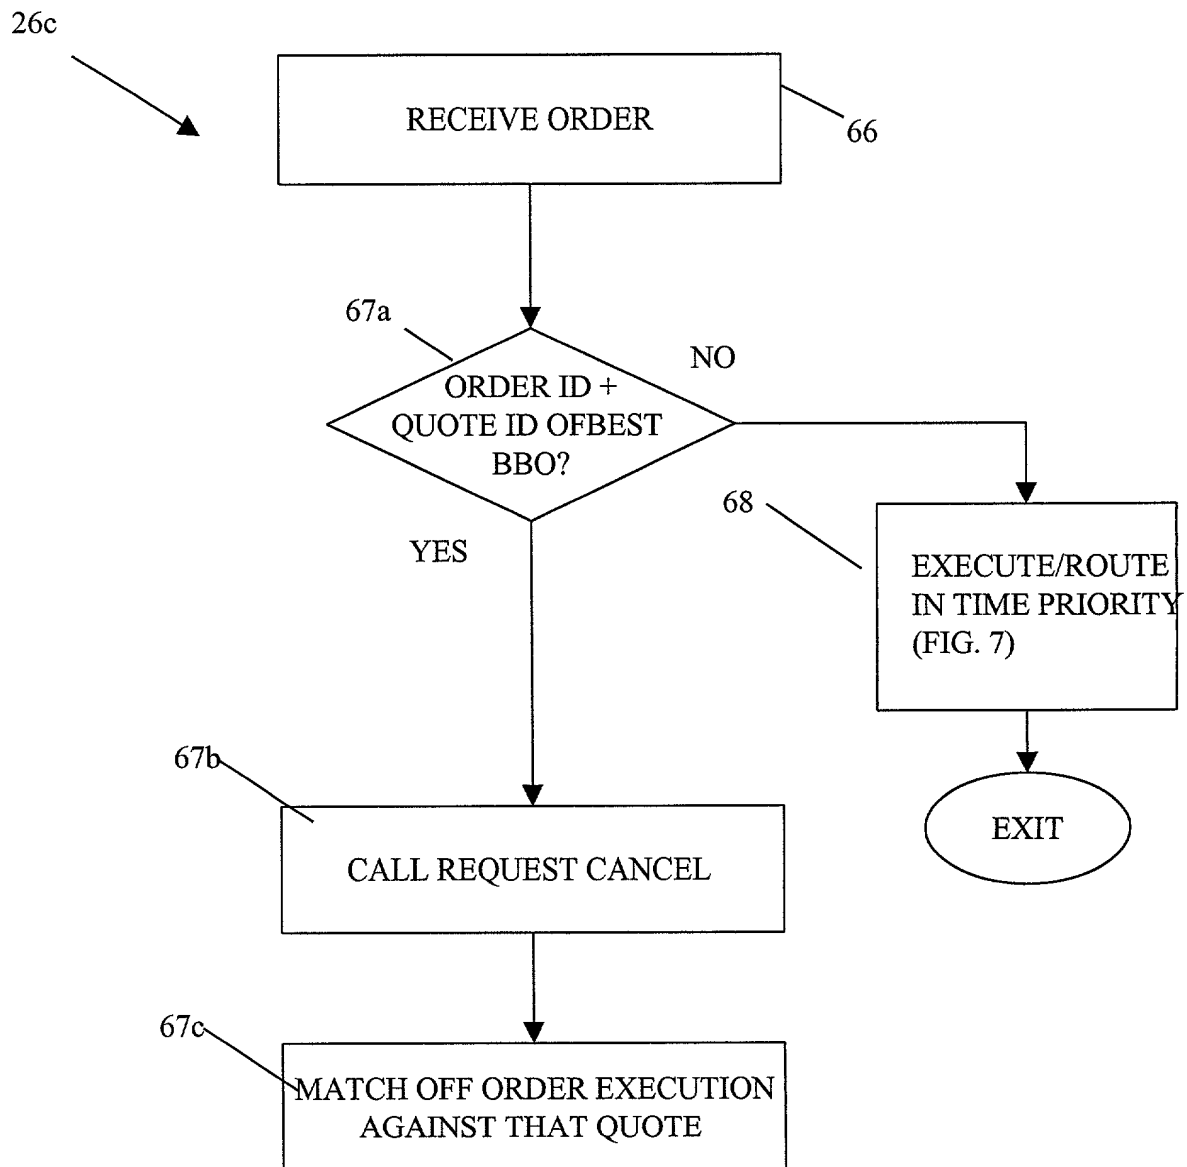 26c
RECEIVE ORDER
66
67a
NO
ORDER ID +
QUOTE ID OFBEST
BBO?
68
YES
EXECUTE/ROUTE
IN TIME PRIORITY
(FIG. 7)
67b
EXIT
CALL REQUEST CANCEL
67c
MATCH OFF ORDER EXECUTION
AGAINST THAT QUOTE